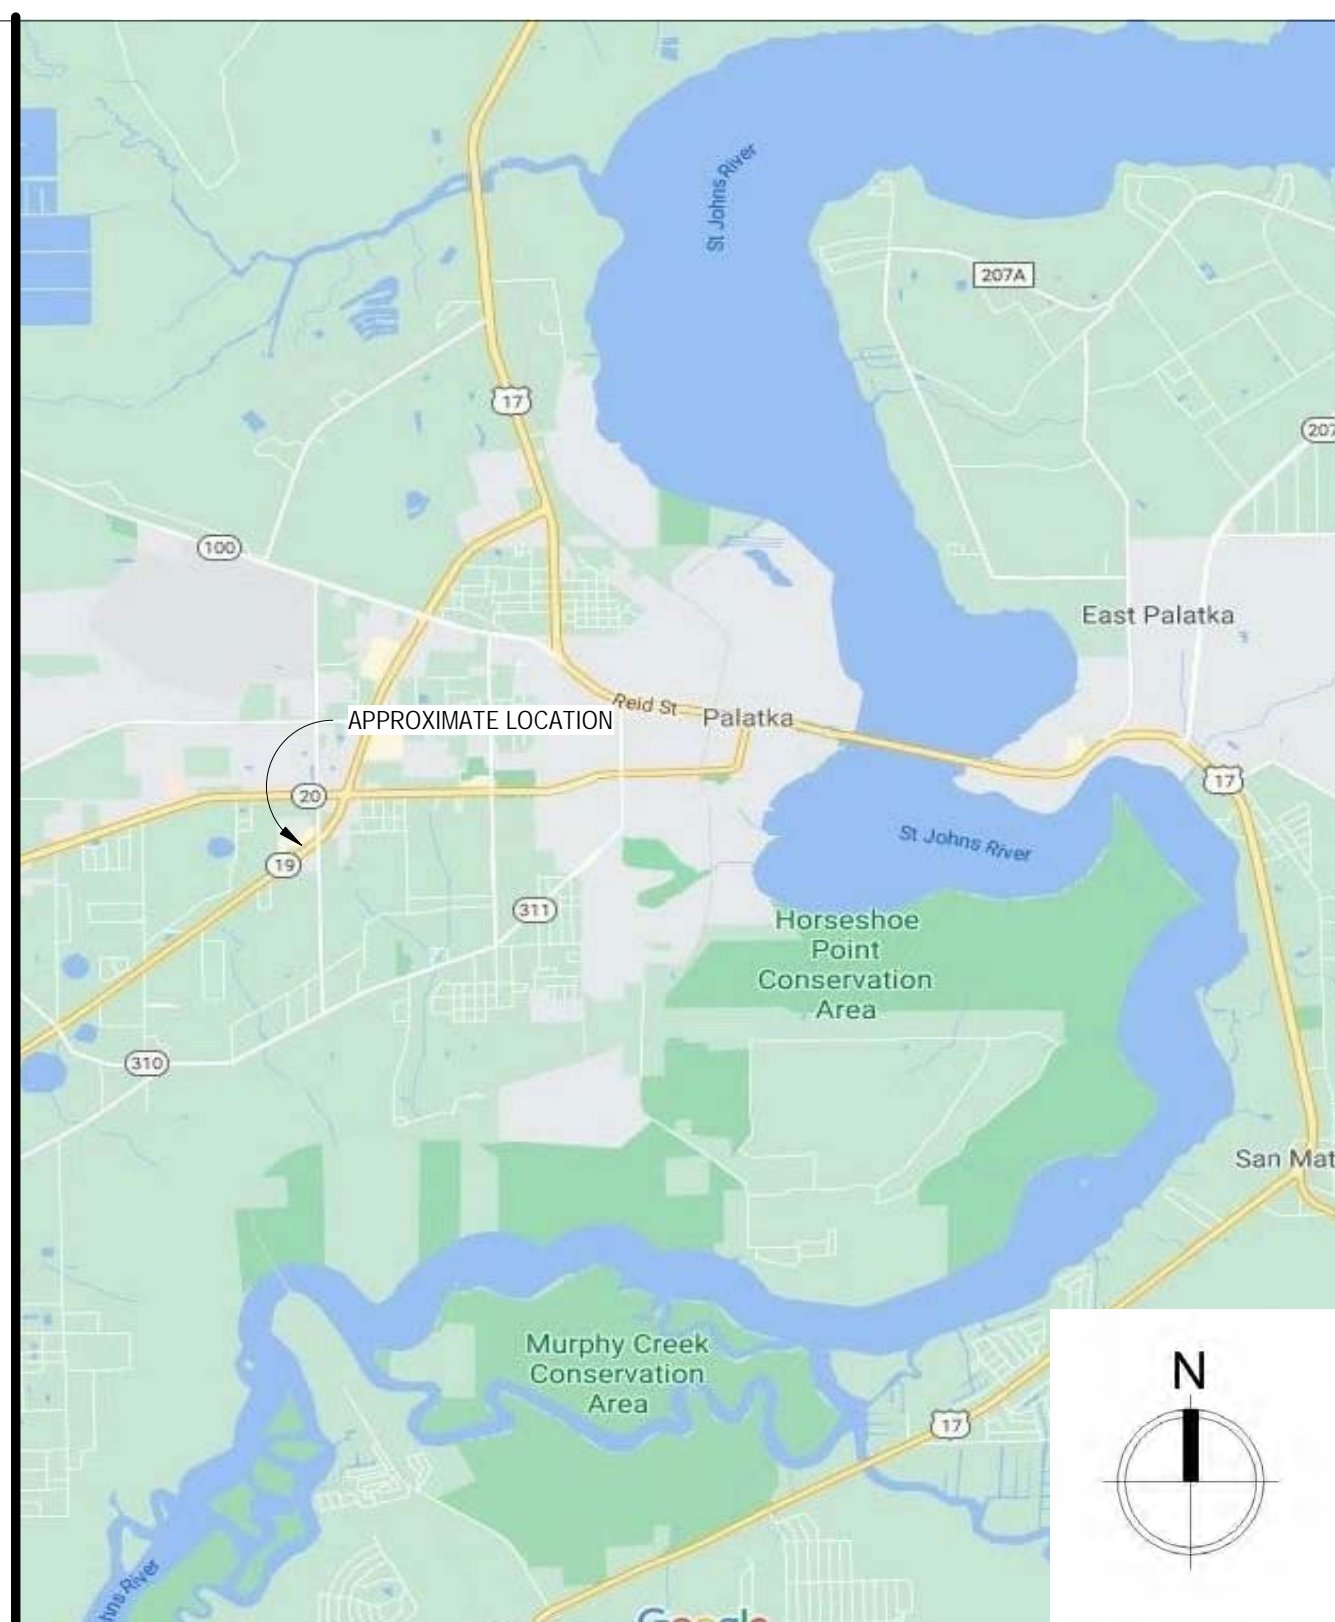 St Johns River
207A
17
207
100
East Palatka
Reid St
Palatka
APPROXIMATE LOCATION
17
20
St Johns River
19
311
Horseshoe
Point
Conservation
Area
310
San Mat
N
Murphy Creek
Conservation
Area
17
hns River
Google